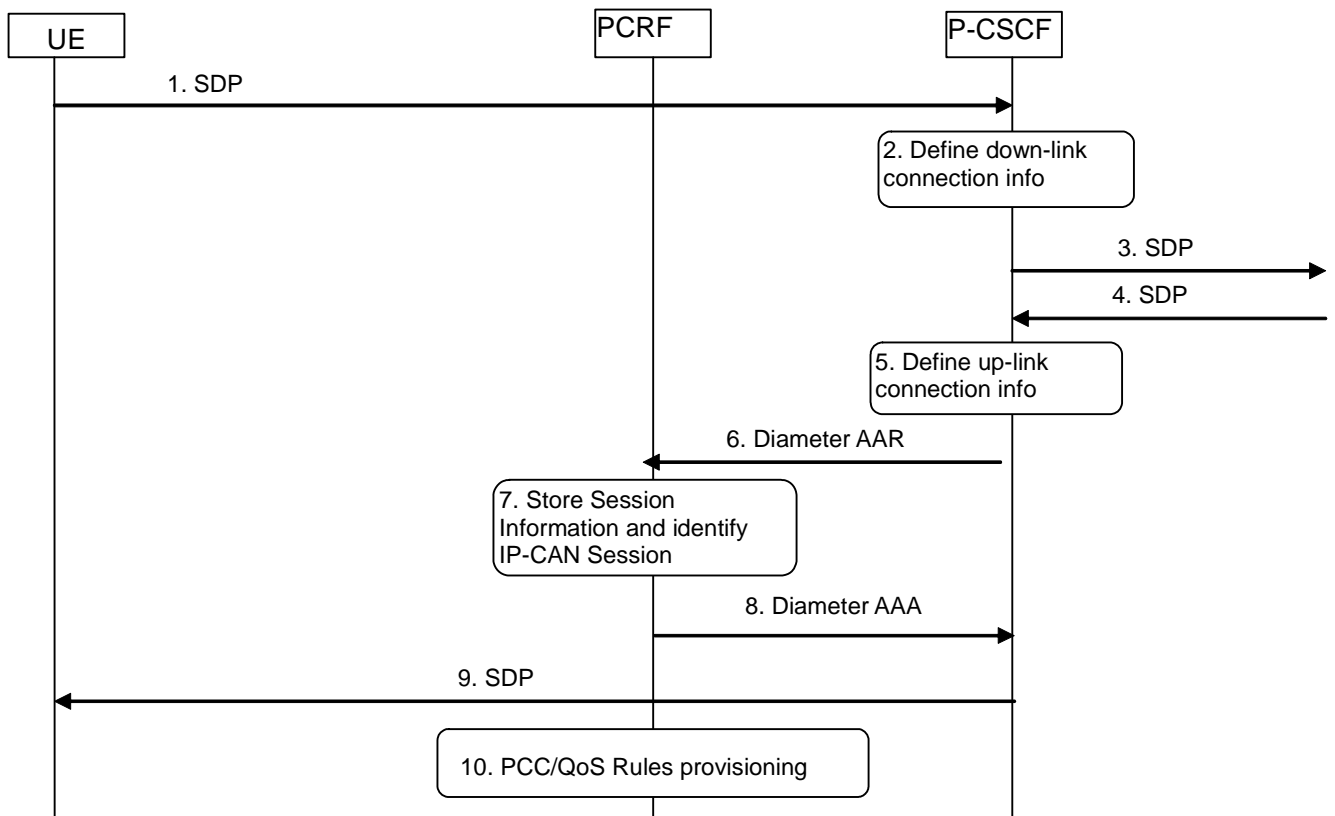 UE
PCRF
P-CSCF
1. SDP
2. Define down-link
connection info
3. SDP
4. SDP
5. Define up-link
connection info
6. Diameter AAR
7. Store Session
Information and identify
IP-CAN Session
8. Diameter AAA
9. SDP
10. PCC/QoS Rules provisioning